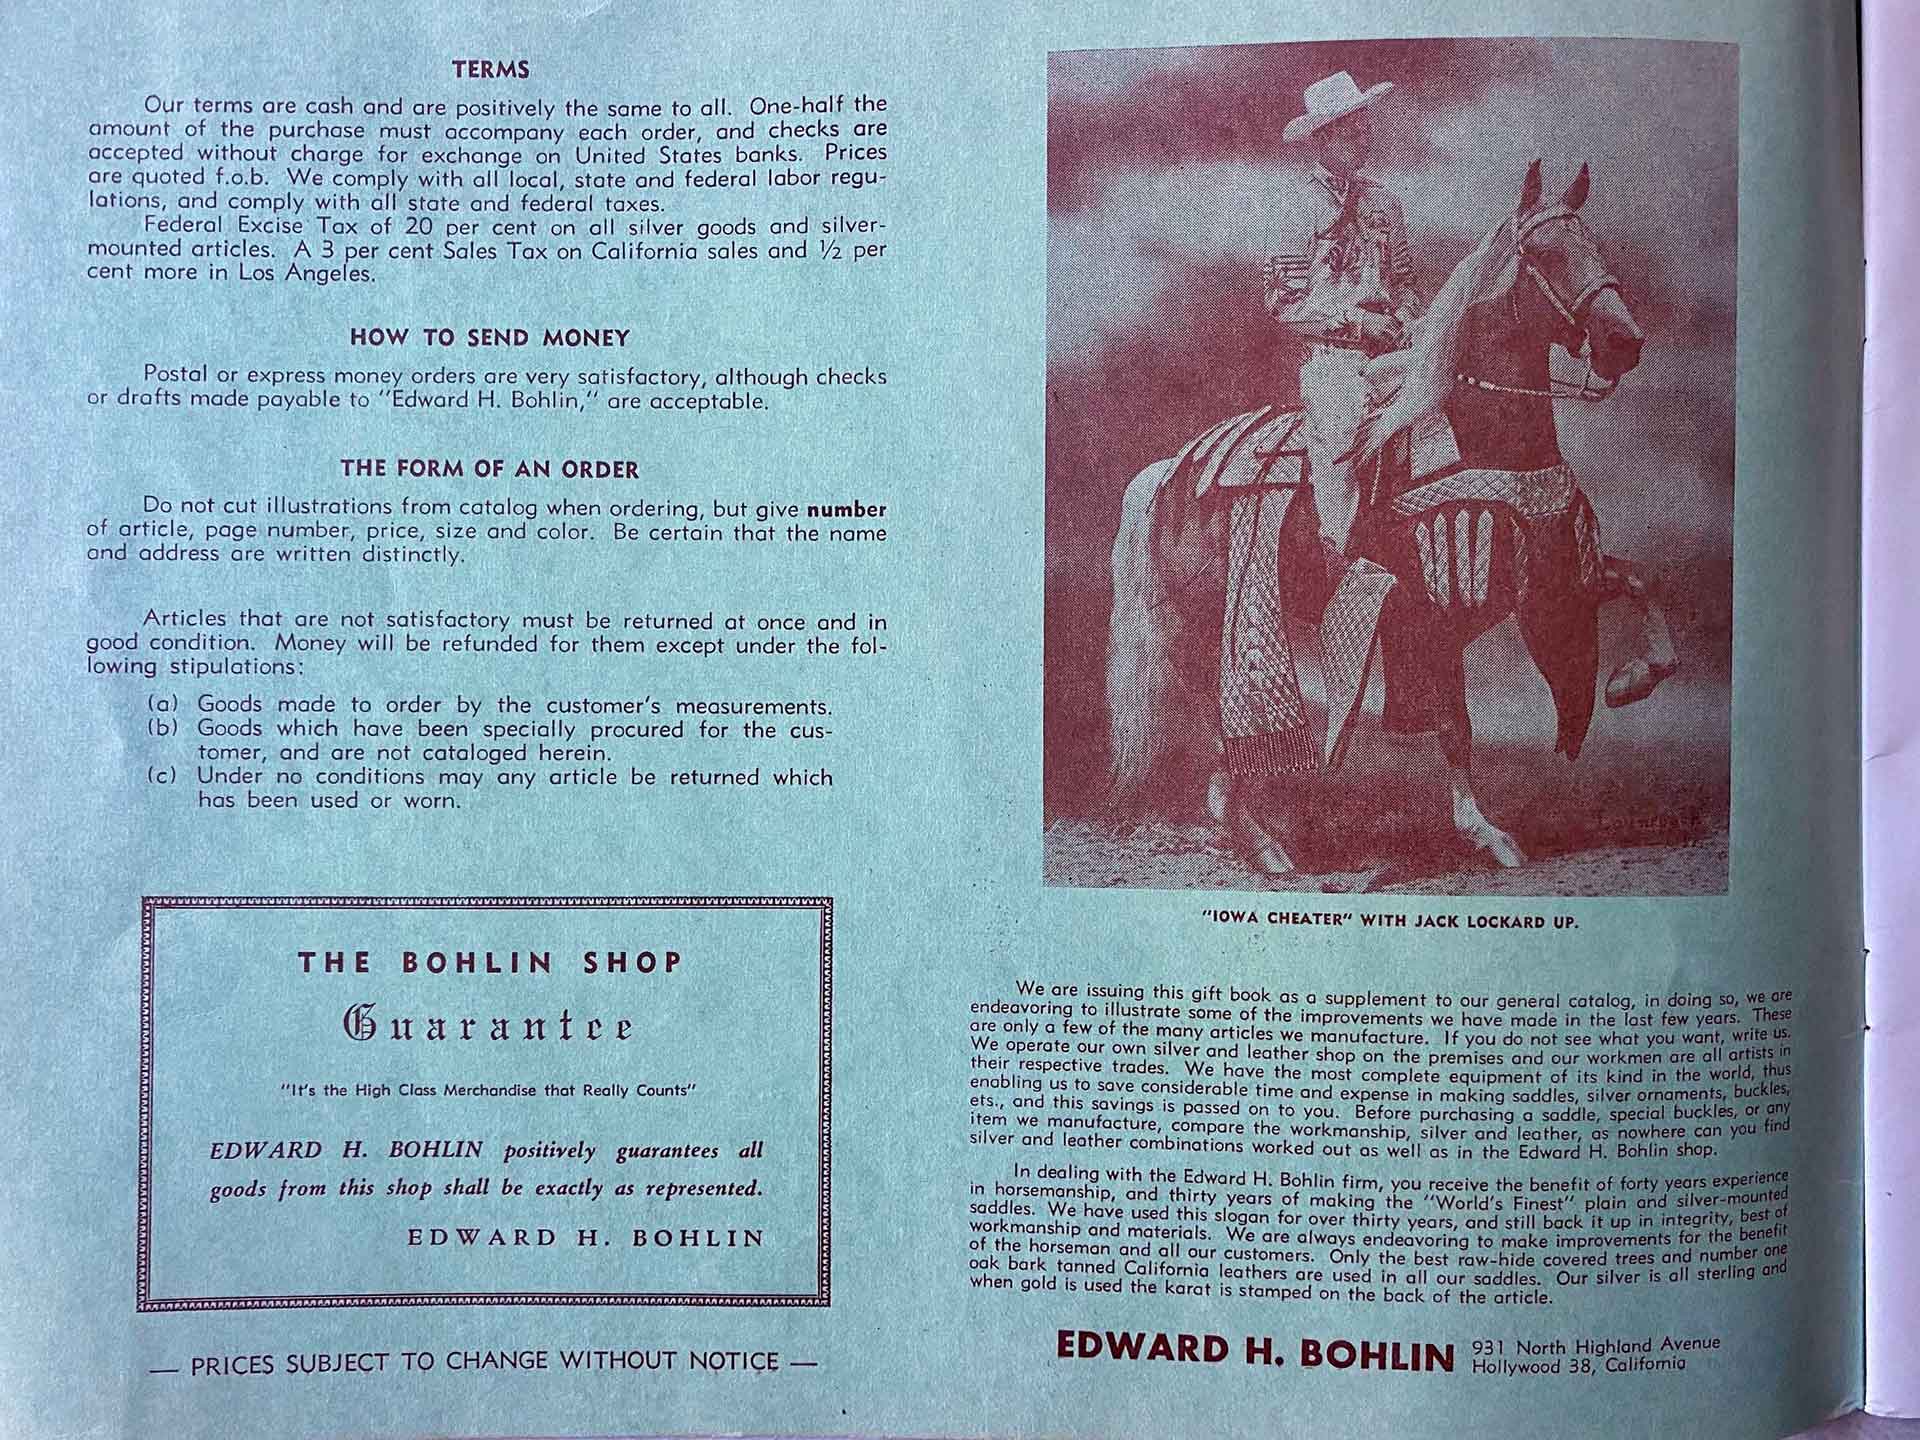 TERMS
Our terms are cash and are positively the same to all. One-half the
amount of the purchase must accompany each order, and checks are
accepted without charge for exchange on United States banks. Prices
are quoted f.o.b. We comply with all local, state and federal labor regu-
lations, and comply with all state and federal taxes.
Federal Excise Tax of 20 per cent on all silver goods and silver-
mounted articles. A 3 per cent Sales Tax on California sales and ½ per
cent more in Los Angeles.
HOW TO SEND MONEY
Postal or express money orders are very satisfactory, although checks
or drafts made payable to "Edward H. Bohlin," are acceptable.
THE FORM OF AN ORDER
Do not cut illustrations from catalog when ordering, but give number
of article, page number, price, size and color. Be certain that the name
and address are written distinctly.
Articles that are not satisfactory must be returned at once and in
good condition. Money will be refunded for them except under the fol-
lowing stipulations:
(a) Goods made to order by the customer's measurements.
(b) Goods which have been specially procured for the cus-
tomer, and are not cataloged herein.
(c) Under no conditions may any article be returned which
has been used or worn.
THE BOHLIN SHOP
Guarantee
"It's the High Class Merchandise that Really Counts"
EDWARD H. BOHLIN positively guarantees all
goods from this shop shall be exactly as represented.
EDWARD H. BOHLIN
— PRICES SUBJECT TO CHANGE WITHOUT NOTICE —
"IOWA CHEATER" WITH JACK LOCKARD UP.
We are issuing this gift book as a supplement to our general catalog, in doing so, we are
endeavoring to illustrate some of the improvements we have made in the last few years. These
are only a few of the many articles we manufacture. If you do not see what you want, write us.
We operate our own silver and leather shop on the premises and our workmen are all artists in
their respective trades. We have the most complete equipment of its kind in the world, thus
enabling us to save considerable time and expense in making saddles, silver ornaments, buckles,
ets., and this savings is passed on to you. Before purchasing a saddle, special buckles, or any
item we manufacture, compare the workmanship, silver and leather, as nowhere can you find
silver and leather combinations worked out as well as in the Edward H. Bohlin shop.
In dealing with the Edward H. Bohlin firm, you receive the benefit of forty years experience
in horsemanship, and thirty years of making the "World's Finest" plain and silver-mounted
saddles. We have used this slogan for over thirty years, and still back it up in integrity, best of
workmanship and materials. We are always endeavoring to make improvements for the benefit
of the horseman and all our customers. Only the best raw-hide covered trees and number one
oak bark tanned California leathers are used in all our saddles. Our silver is all sterling and
when gold is used the karat is stamped on the back of the article.
EDWARD H. BOHLIN 931 North Highland Avenue
Hollywood 38, California